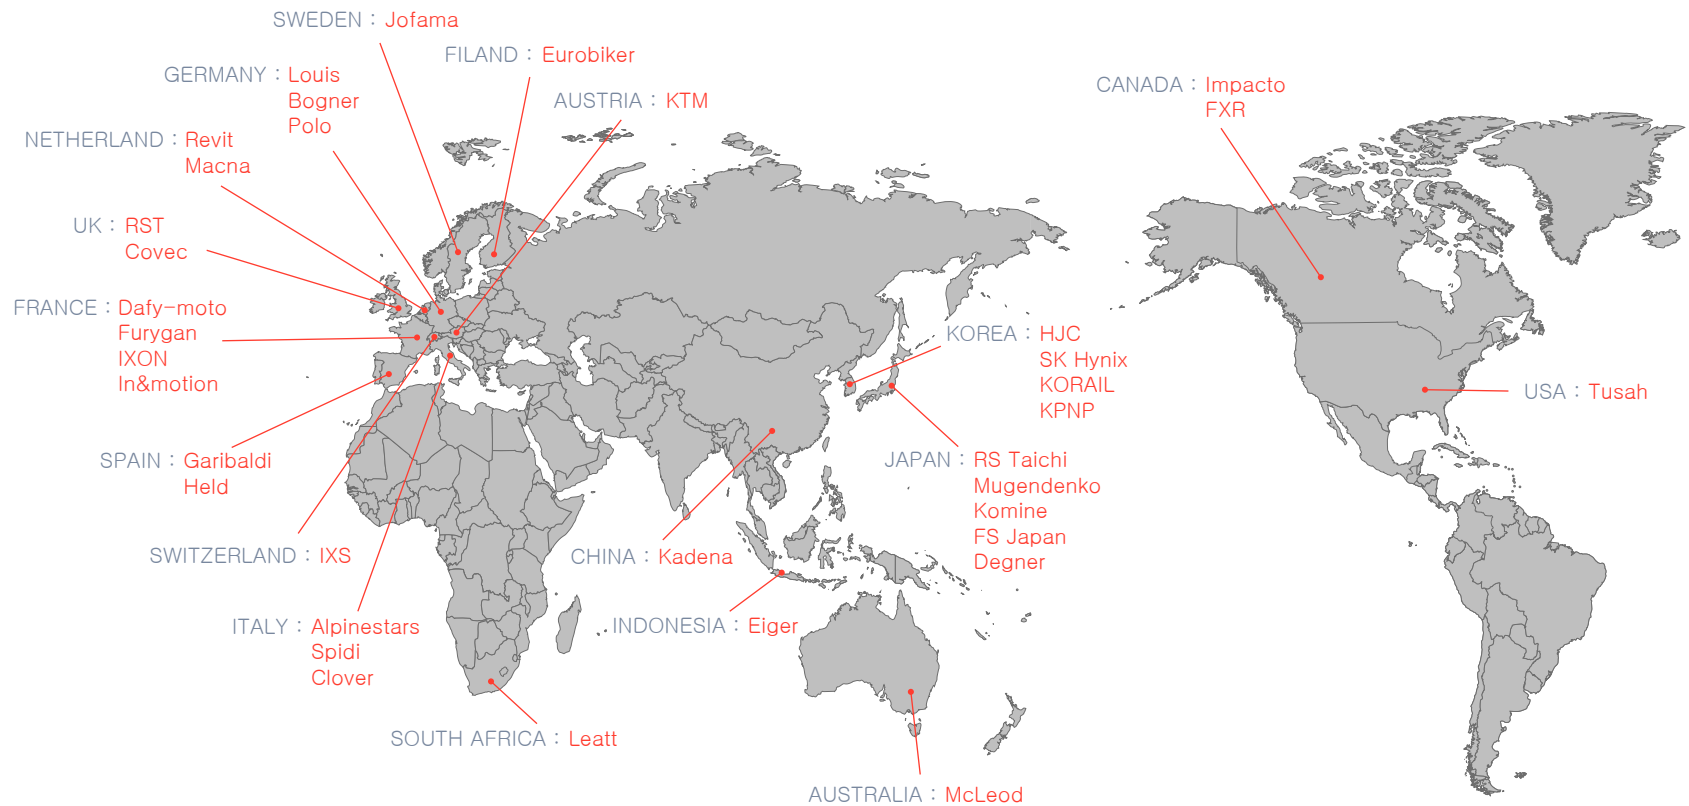 SWEDEN : Jofama
FILAND : Eurobiker
GERMANY : Louis
Bogner
Polo
AUSTRIA : KTM
CANADA : Impacto
FXR
NETHERLAND : Revit
Macna
UK : RST
Covec
FRANCE : Dafy-moto
Furygan
IXON
In&motion
KOREA : HJC
SK Hynix
KORAIL
KPNP
USA : Tusah
SPAIN : Garibaldi
Held
JAPAN : RS Taichi
Mugendenko
Komine
FS Japan
Degner
SWITZERLAND : IXS
CHINA : Kadena
ITALY : Alpinestars
Spidi
Clover
INDONESIA : Eiger
SOUTH AFRICA : Leatt
AUSTRALIA : McLeod